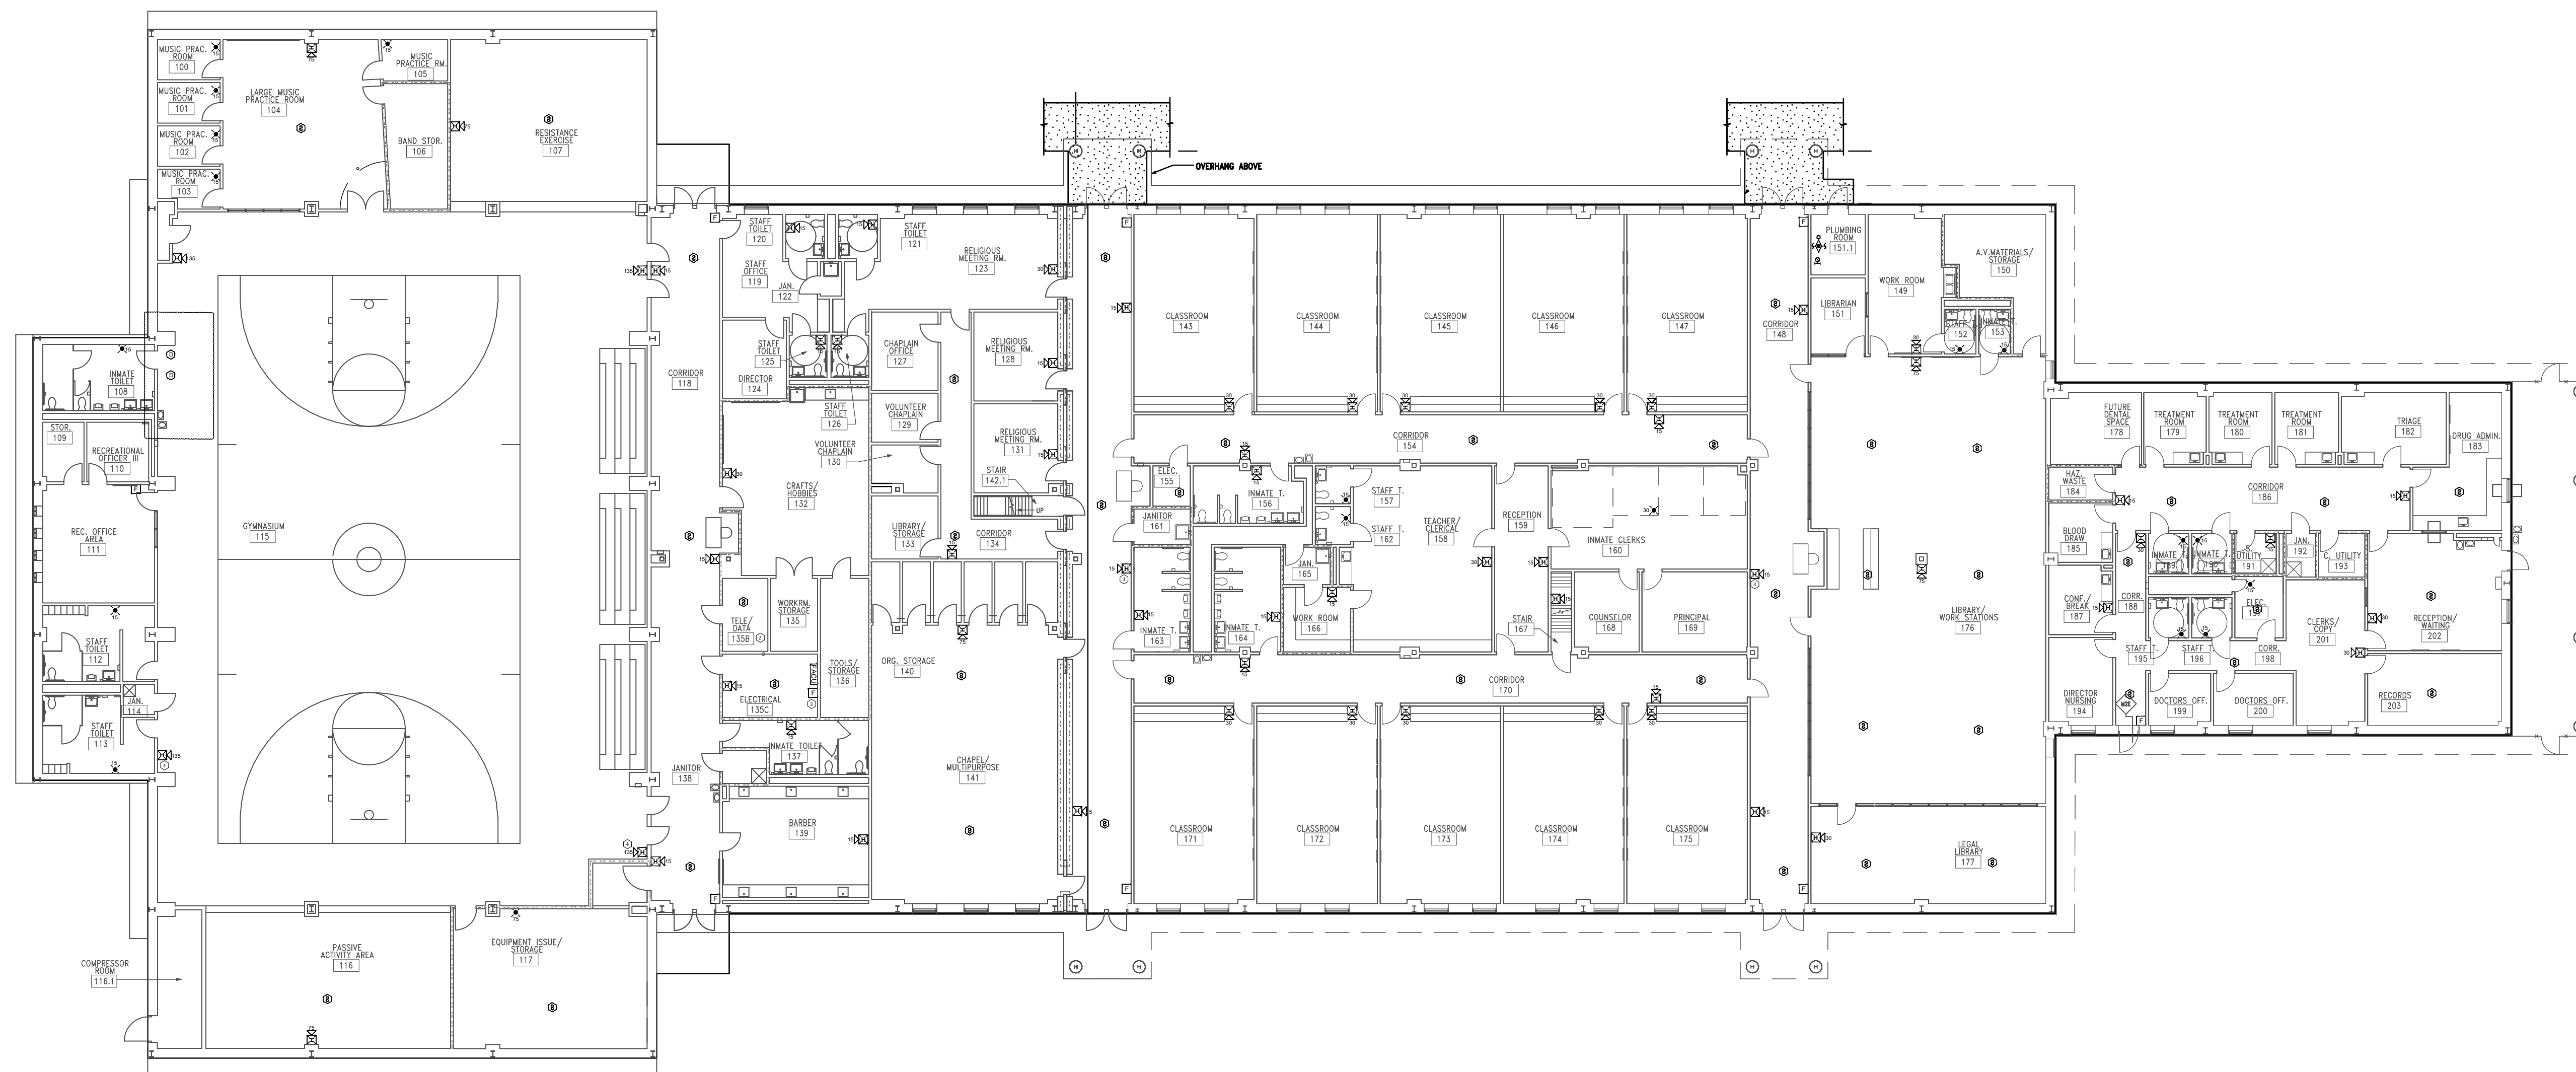 MUSIC PRAC.
ROOM
100
MUSIC PRAC.
ROOM
101
MUSIC PRAC.
ROOM
102
MUSIC PRAC.
ROOM
103
LARGE MUSIC
PRACTICE ROOM
104
MUSIC
PRACTICE RM.
105
BAND STOR.
106
RESISTANCE
EXERCISE
107
OVERHANG ABOVE
INMATE
TOILET
108
STOR.
109
RECREATIONAL
OFFICER III
110
REC. OFFICE
AREA
111
STAFF
TOILET
112
STAFF
TOILET
113
JAN.
114
GYMNASIUM
115
PASSIVE
ACTIVITY AREA
116
COMPRESSOR
ROOM
116.1
EQUIPMENT ISSUE/
STORAGE
117
CORRIDOR
118
STAFF
OFFICE
119
STAFF
TOILET
120
STAFF
TOILET
121
JAN.
122
RELIGIOUS
MEETING RM.
123
DIRECTOR
124
STAFF
TOILET
125
STAFF
TOILET
126
CHAPLAIN
OFFICE
127
RELIGIOUS
MEETING RM.
128
VOLUNTEER
CHAPLAIN
129
VOLUNTEER
CHAPLAIN
130
RELIGIOUS
MEETING RM.
131
STAIR
142.1
UP
CRAFTS/
HOBBIES
132
LIBRARY/
STORAGE
133
CORRIDOR
134
WORKRM.
STORAGE
135
TELE/
DATA
135B
ELECTRICAL
135C
FACU
TOOLS/
STORAGE
136
INMATE TOILET
137
JANITOR
138
BARBER
139
ORG. STORAGE
140
CHAPEL/
MULTIPURPOSE
141
CLASSROOM
143
CLASSROOM
144
CLASSROOM
145
CLASSROOM
146
CLASSROOM
147
CORRIDOR
148
WORK ROOM
149
A.V.MATERIALS/
STORAGE
150
LIBRARIAN
151
PLUMBING
ROOM
151.1
STAFF T.
152
INMATE T.
153
CORRIDOR
154
ELEC.
155
INMATE T.
156
STAFF T.
157
TEACHER/
CLERICAL
158
RECEPTION
159
INMATE CLERKS
160
JANITOR
161
STAFF T.
162
INMATE T.
163
INMATE T.
164
JAN.
165
WORK ROOM
166
STAIR
167
COUNSELOR
168
PRINCIPAL
169
CORRIDOR
170
CLASSROOM
171
CLASSROOM
172
CLASSROOM
173
CLASSROOM
174
CLASSROOM
175
LIBRARY/
WORK STATIONS
176
LEGAL
LIBRARY
177
FUTURE
DENTAL
SPACE
178
TREATMENT
ROOM
179
TREATMENT
ROOM
180
TREATMENT
ROOM
181
TRIAGE
182
DRUG ADMIN.
183
HAZ.
WASTE
184
BLOOD
DRAW
185
CORRIDOR
186
CONF./
BREAK
187
CORR.
188
INMATE T.
189
INMATE T.
190
S.
UTILITY
191
JAN.
192
C. UTILITY
193
DIRECTOR
NURSING
194
STAFF T.
195
STAFF T.
196
ELEC.
CORR.
198
DOCTORS OFF.
199
DOCTORS OFF.
200
CLERKS/
COPY
201
RECEPTION/
WAITING
202
RECORDS
203